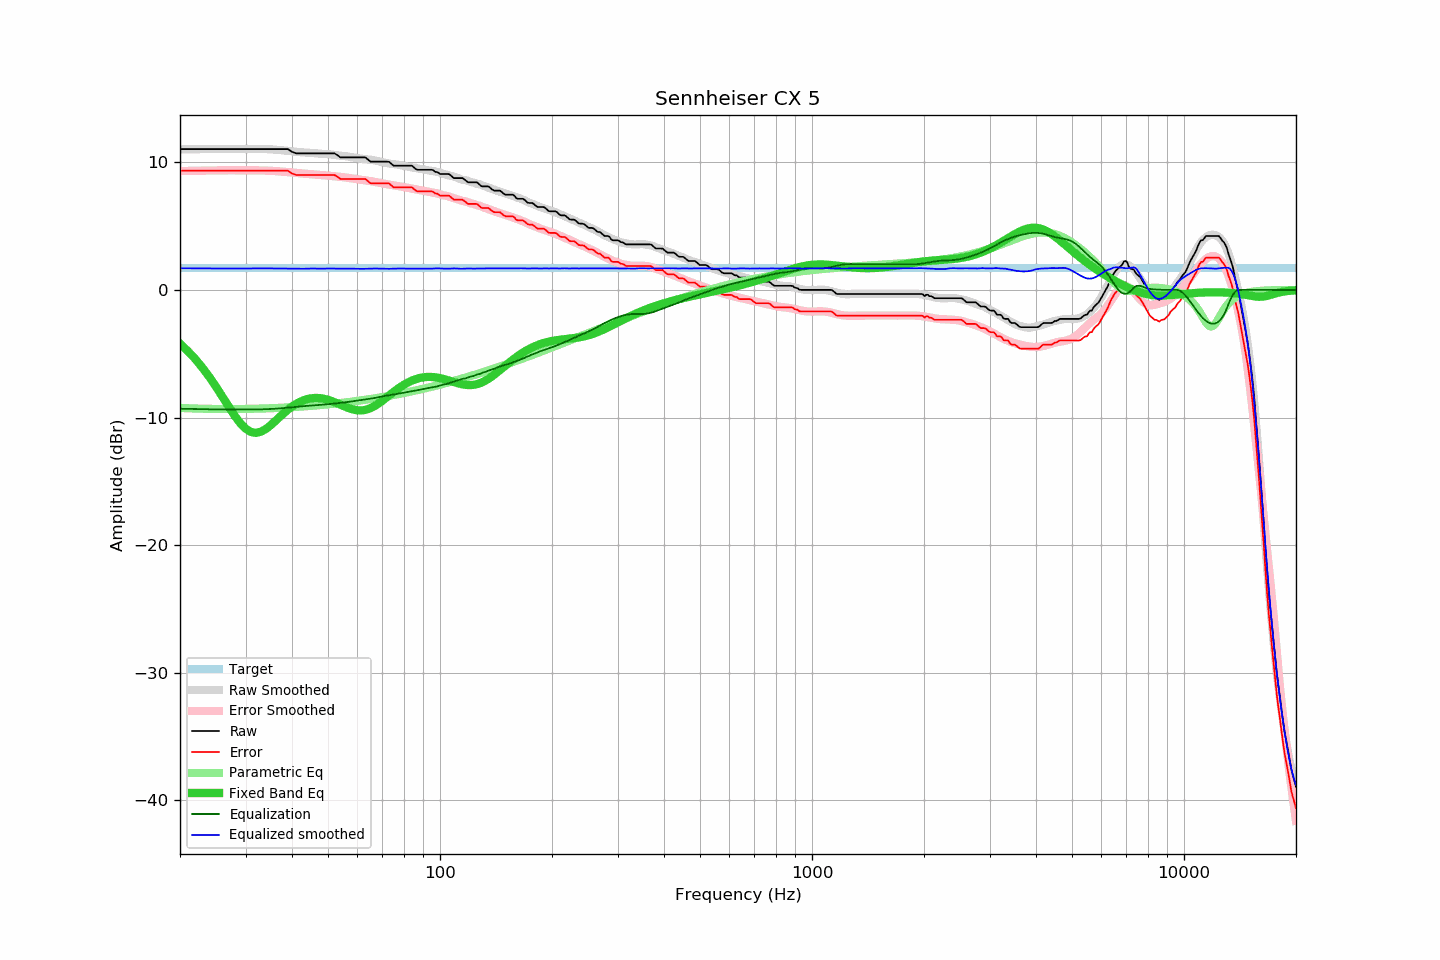 Sennheiser CX 5
10
0
−10
−20
−30
−40
Amplitude (dBr)
Target
Raw Smoothed
Error Smoothed
Raw
Error
Parametric Eq
Fixed Band Eq
Equalization
Equalized smoothed
100
1000
10000
Frequency (Hz)